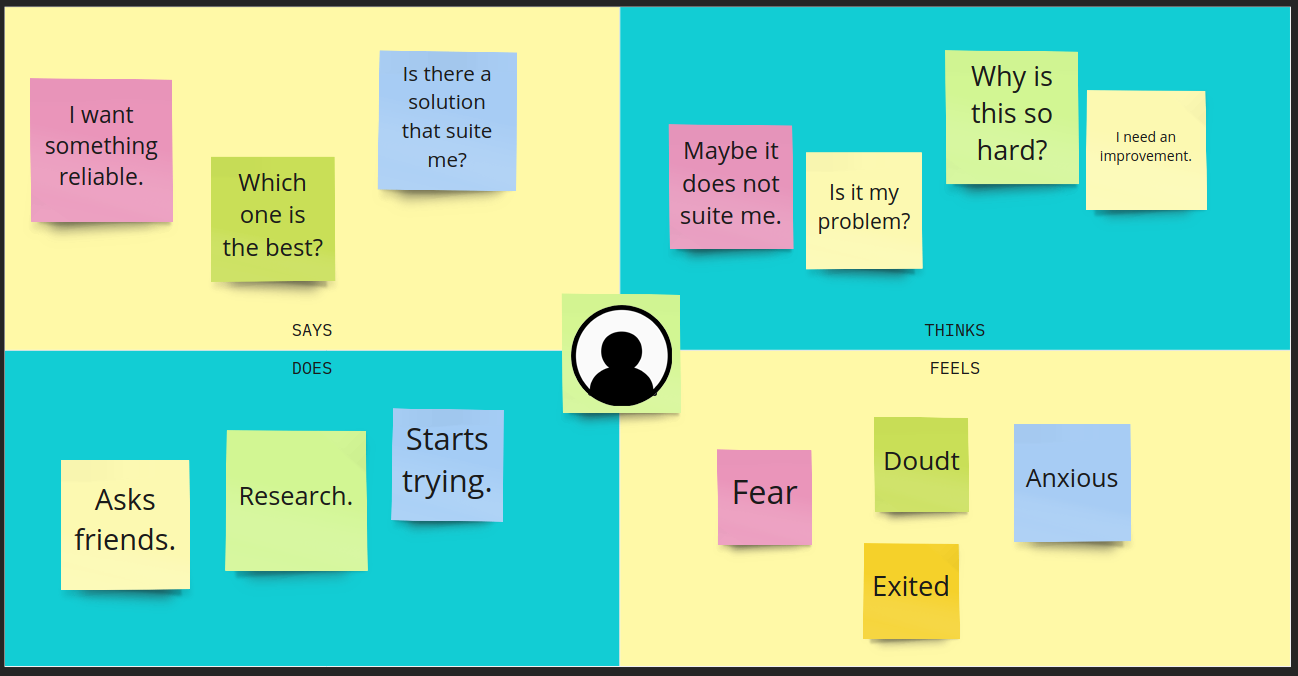 I want
something
reliable.
Which
one is
the best?
Is there a
solution
that suite
me?
SAYS
Maybe it
does not
suite me.
Is it my
problem?
Why is
this so
hard?
I need an
improvement.
THINKS
DOES
Asks
friends.
Research.
Starts
trying.
FEELS
Fear
Doudt
Anxious
Exited